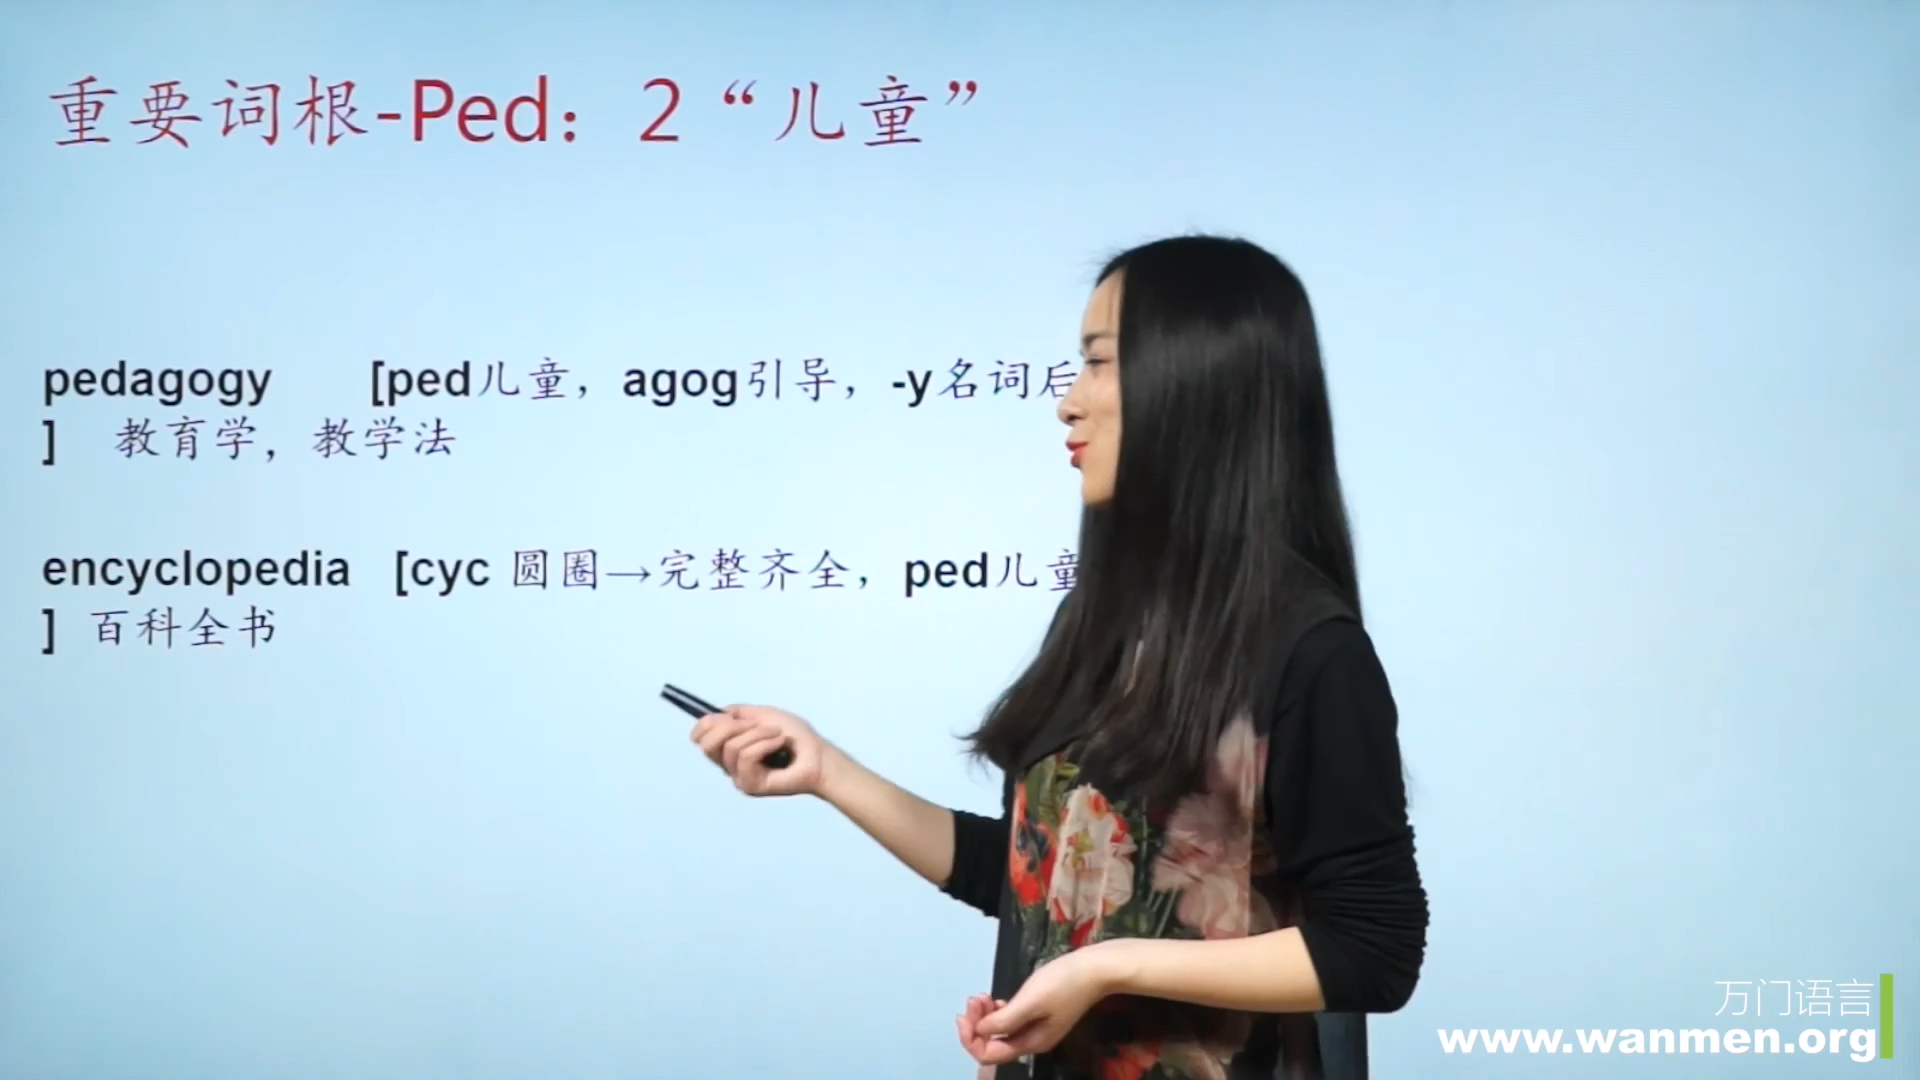 重要词根-Ped：2“儿童”
pedagogy [ped儿童，agog引导，-y名词后
] 教育学，教学法
encyclopedia [cyc 圆圈→完整齐全，ped儿童
] 百科全书
万门语言
www.wanmen.org